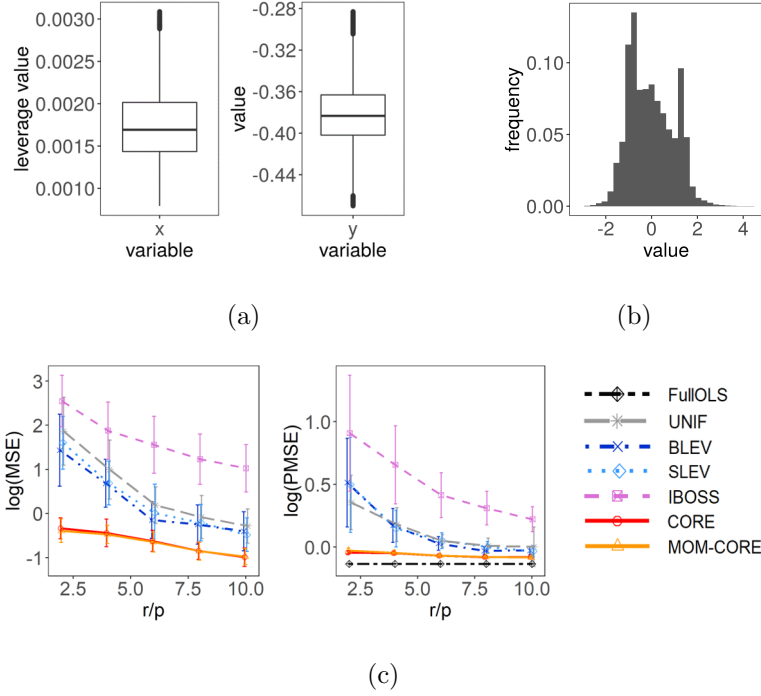 0.0030
0.0025
0.0020
0.0015
0.0010
leverage value
x
variable
-0.28
-0.32
-0.36
-0.40
-0.44
value
y
variable
0.10
0.05
0.00
frequency
-2 0 2 4
value
(a)
(b)
3
2
1
0
-1
log(MSE)
2.5 5.0 7.5 10.0
r/p
1.0
0.5
0.0
log(PMSE)
2.5 5.0 7.5 10.0
r/p
FullOLS
UNIF
BLEV
SLEV
IBOSS
CORE
MOM-CORE
(c)